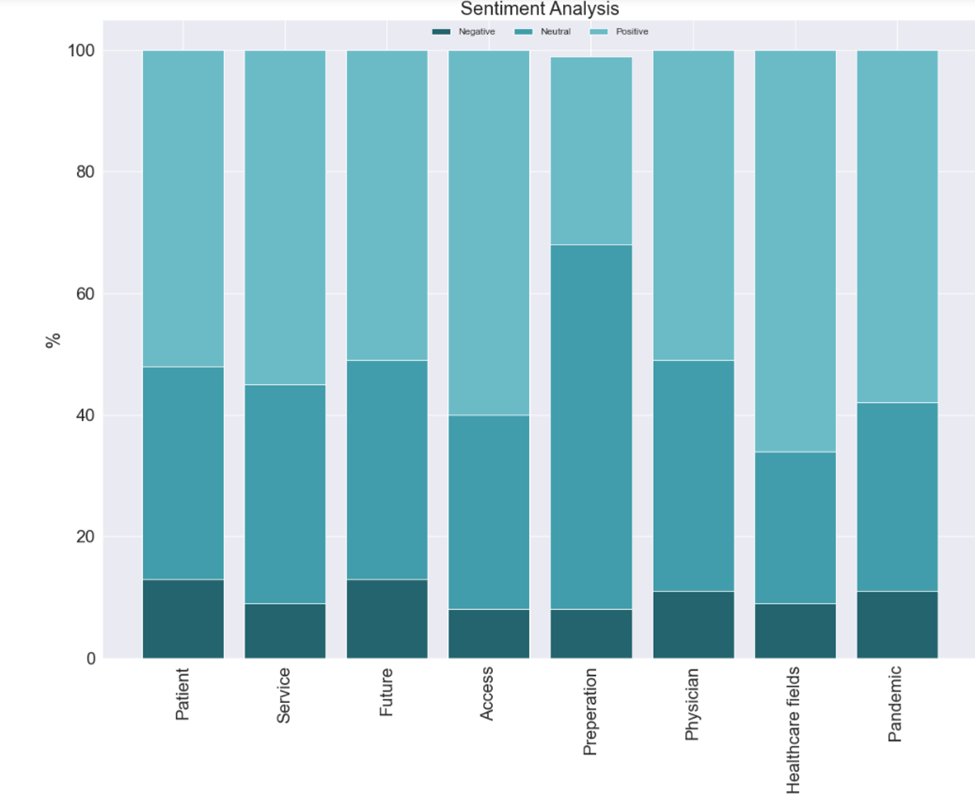 Sentiment Analysis
Negative Neutral Positive
100
80
60
40
20
0
%
Patient
Service
Future
Access
Preperation
Physician
Healthcare fields
Pandemic